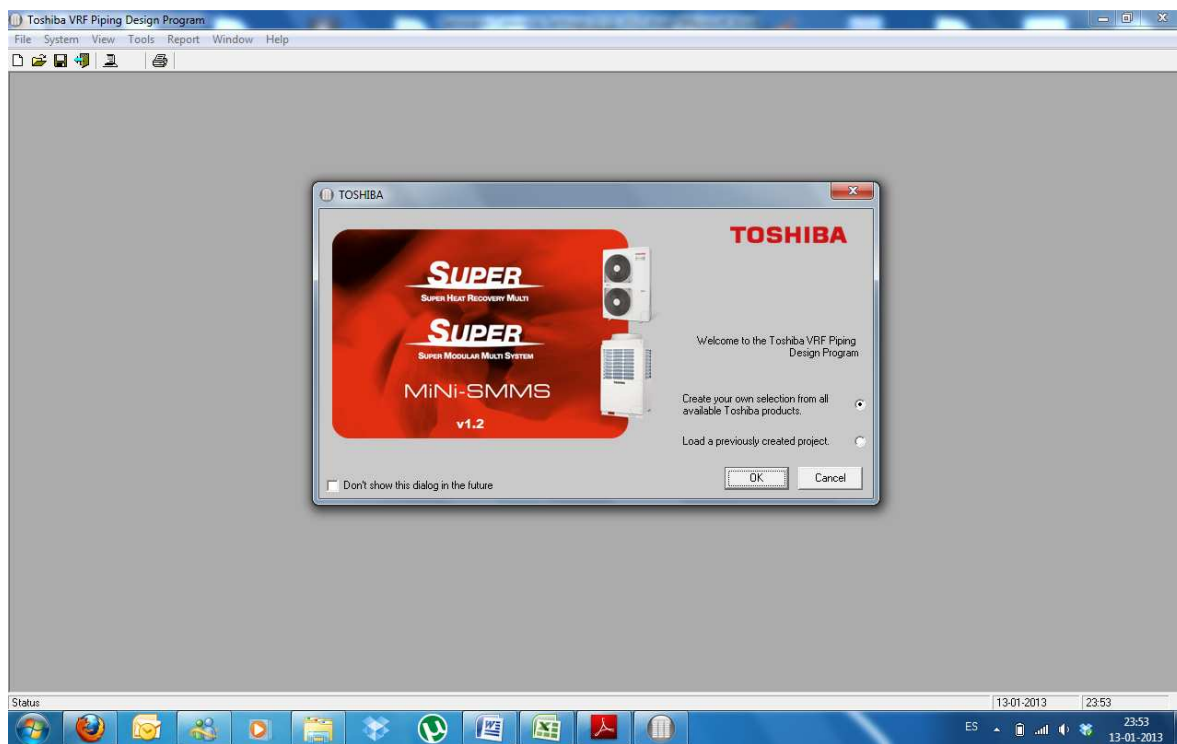 Toshiba VRF Piping Design Program
File System View Tools Report Window Help
TOSHIBA
TOSHIBA
SUPER
SUPER HEAT RECOVERY MULTI
SUPER
SUPER MODULAR MULTI SYSTEM
MiNi-SMMS
v1.2
Welcome to the Toshiba VRF Piping
Design Program
Create your own selection from all
available Toshiba products.
Load a previously created project.
Don't show this dialog in the future
OK Cancel
Status 13-01-2013 23:53
ES 23:53
13-01-2013